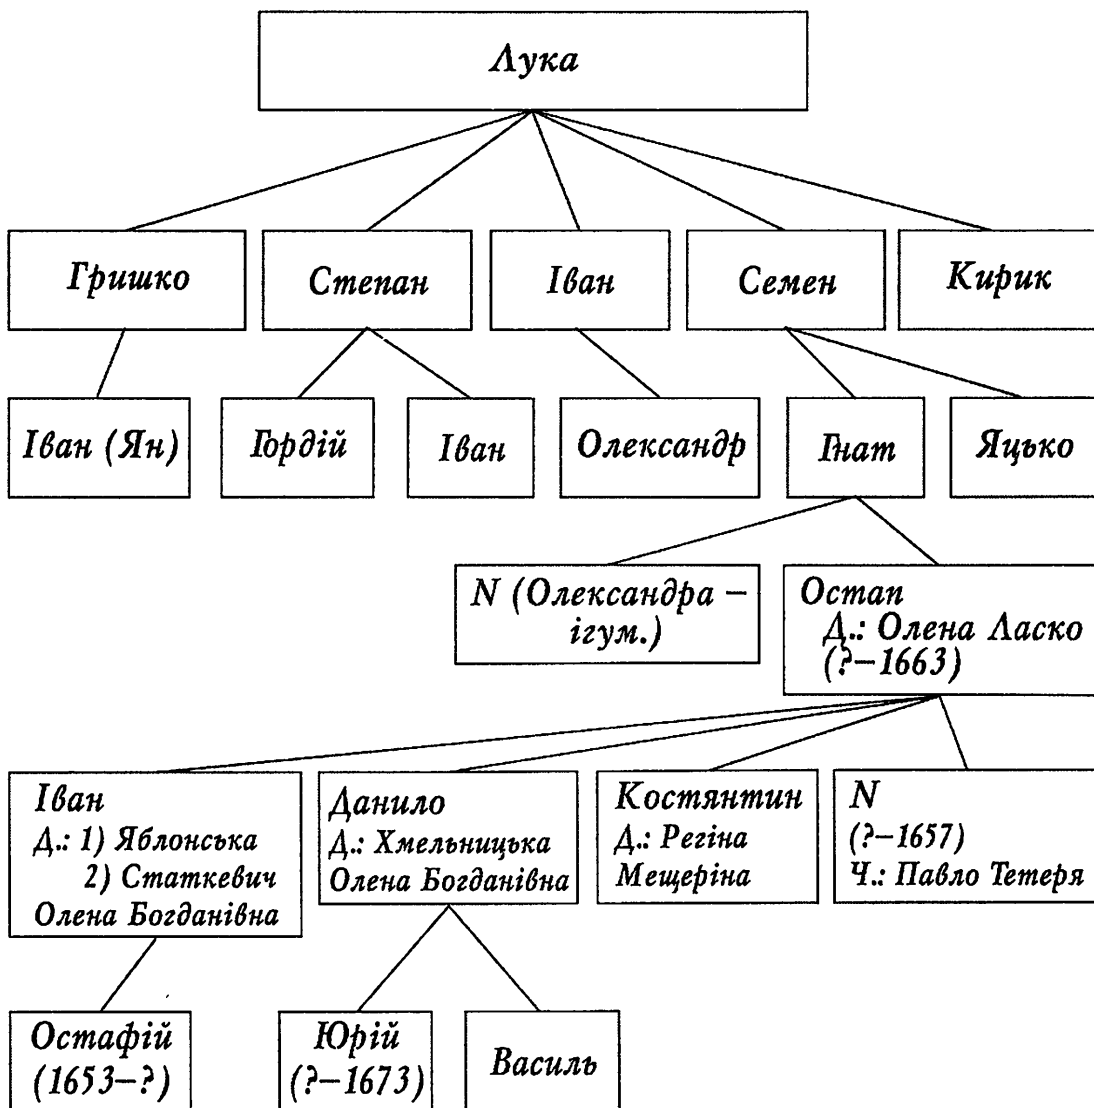 Лука
Гришко
Степан
Іван
Семен
Кирик
Іван (Ян)
Гордій
Іван
Олександр
Гнат
Яцько
N (Олександра –
ігум.)
Остап
Д.: Олена Ласко
(?–1663)
Іван
Д.: 1) Яблонська
2) Статкевич
Олена Богданівна
Данило
Д.: Хмельницька
Олена Богданівна
Костянтин
Д.: Регіна
Мещеріна
N
(?–1657)
Ч.: Павло Тетеря
Остафій
(1653–?)
Юрій
(?–1673)
Василь